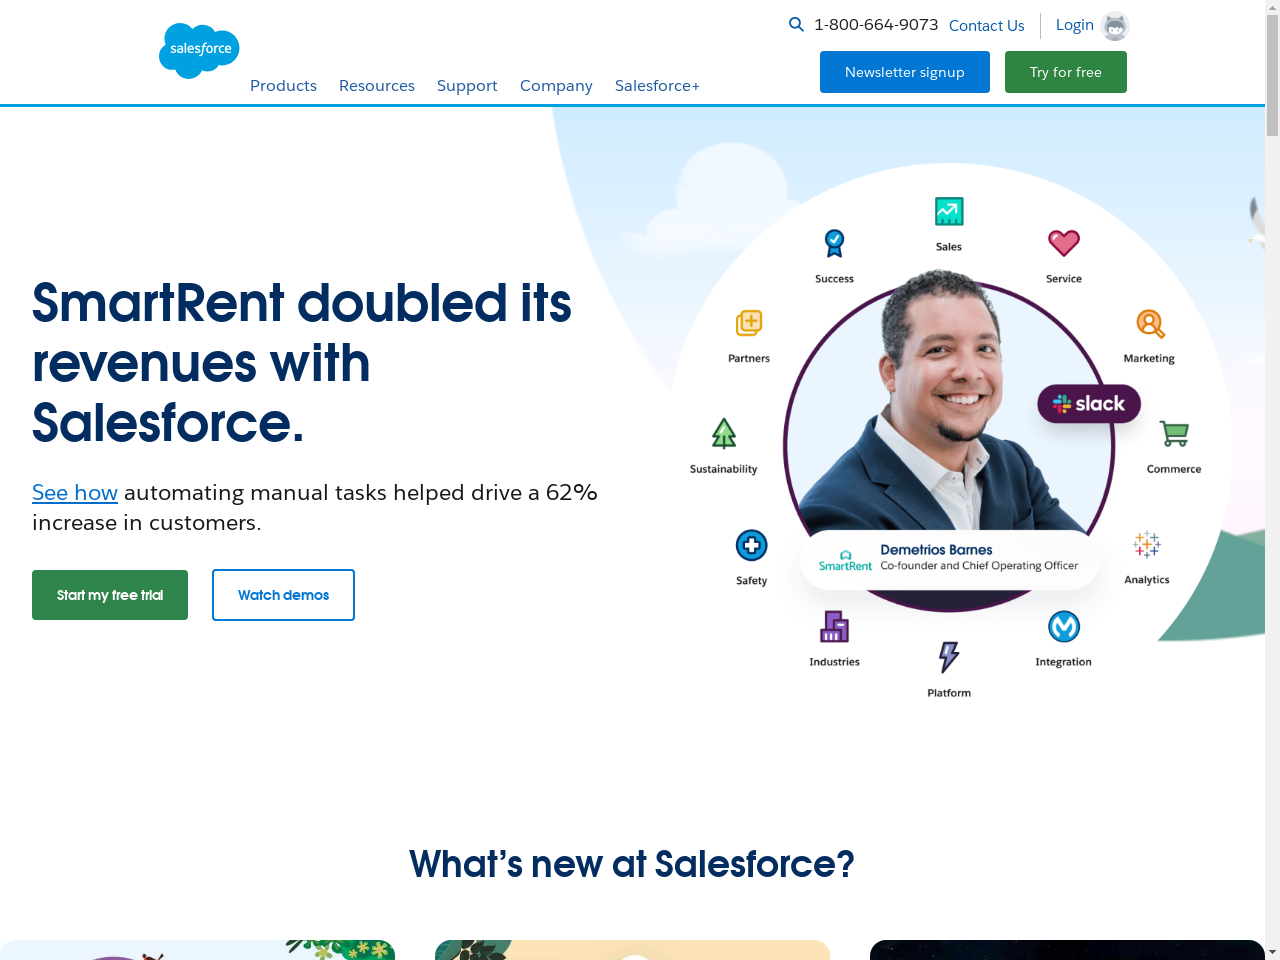 salesforce
1-800-664-9073
Contact Us
Login
Products
Resources
Support
Company
Salesforce+
Newsletter signup
Try for free
SmartRent doubled its
revenues with
Salesforce.
See how automating manual tasks helped drive a 62%
increase in customers.
Start my free trial
Watch demos
Sales
Success
Service
Partners
Marketing
slack
Sustainability
Commerce
SmartRent
Demetrios Barnes
Co-founder and Chief Operating Officer
Safety
Analytics
Industries
Integration
Platform
What’s new at Salesforce?